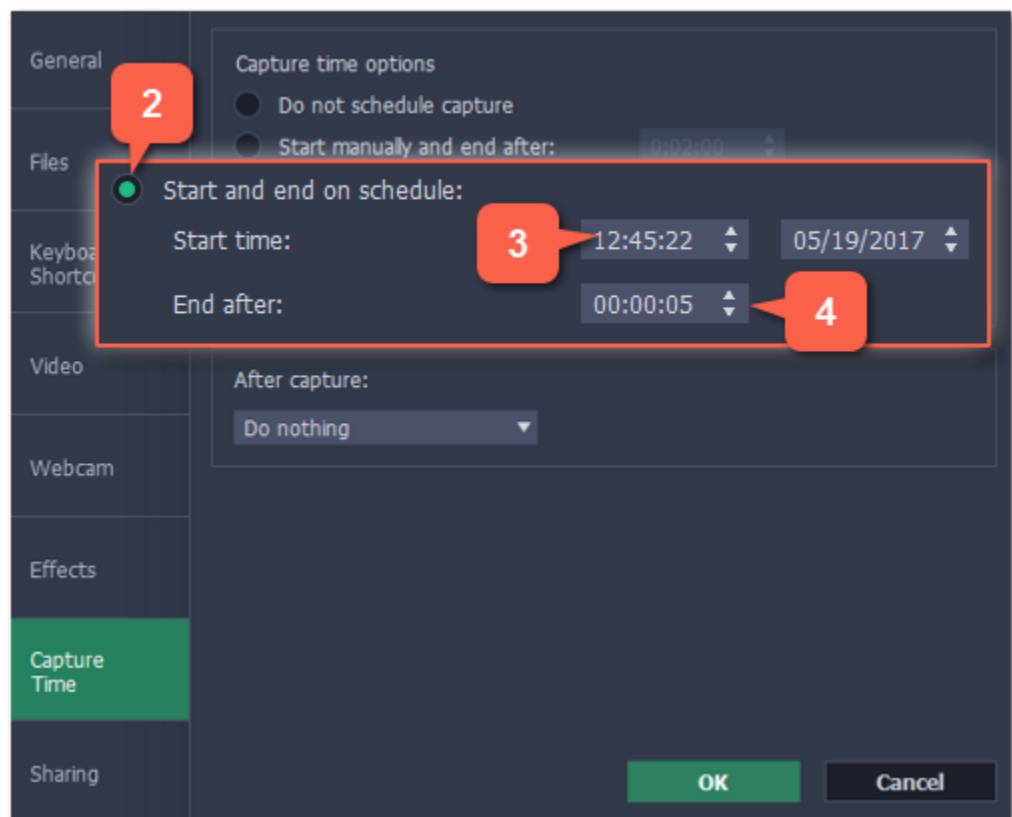 General
Files
Keyboa
Shortcu
Video
Webcam
Effects
Capture
Time
Sharing
Capture time options
Do not schedule capture
Start manually and end after: 0:02:00
2
Start and end on schedule:
Start time: 3 12:45:22 05/19/2017
End after: 00:00:05 4
After capture:
Do nothing
OK Cancel